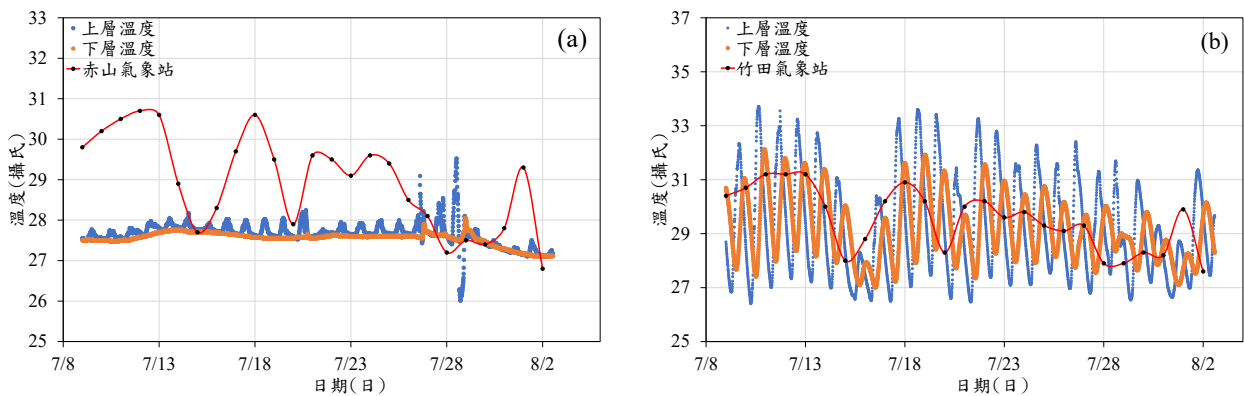 33
32
31
30
29
28
27
26
25
溫度(攝氏)
上層溫度
下層溫度
赤山氣象站
(a)
7/8
7/13
7/18
7/23
7/28
8/2
日期(日)
37
35
33
31
29
27
25
溫度(攝氏)
上層溫度
下層溫度
竹田氣象站
(b)
7/8
7/13
7/18
7/23
7/28
8/2
日期(日)